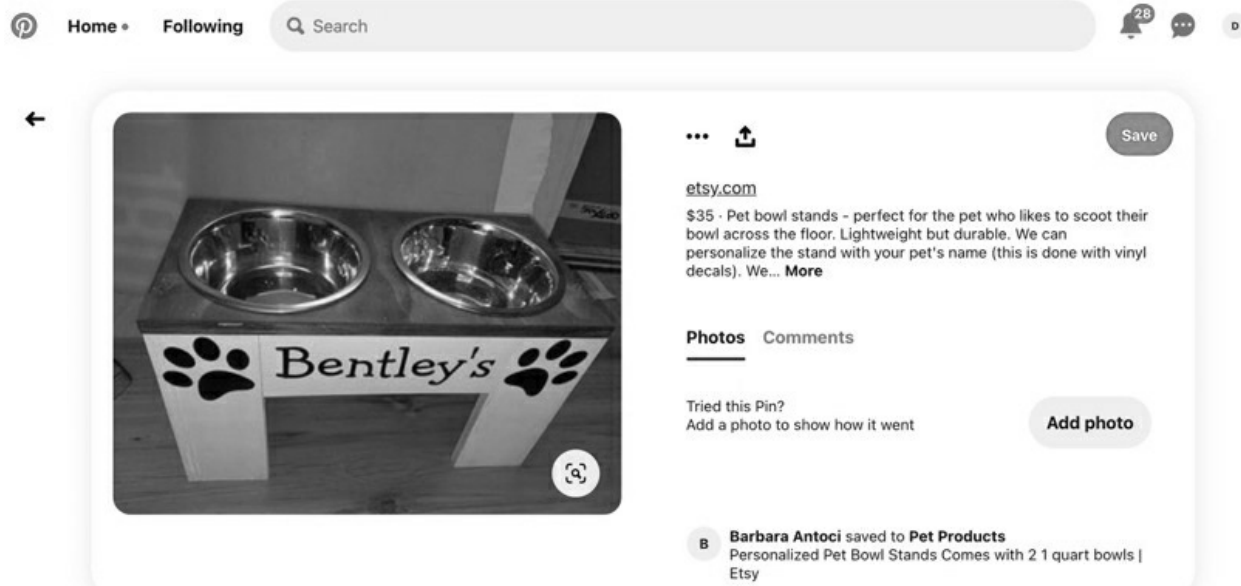 Home
Following
Search
28
D
Save
etsy.com
$35 · Pet bowl stands - perfect for the pet who likes to scoot their
bowl across the floor. Lightweight but durable. We can
personalize the stand with your pet's name (this is done with vinyl
decals). We... More
Bentley's
Photos
Comments
Tried this Pin?
Add a photo to show how it went
Add photo
B
Barbara Antoci saved to Pet Products
Personalized Pet Bowl Stands Comes with 2 1 quart bowls |
Etsy